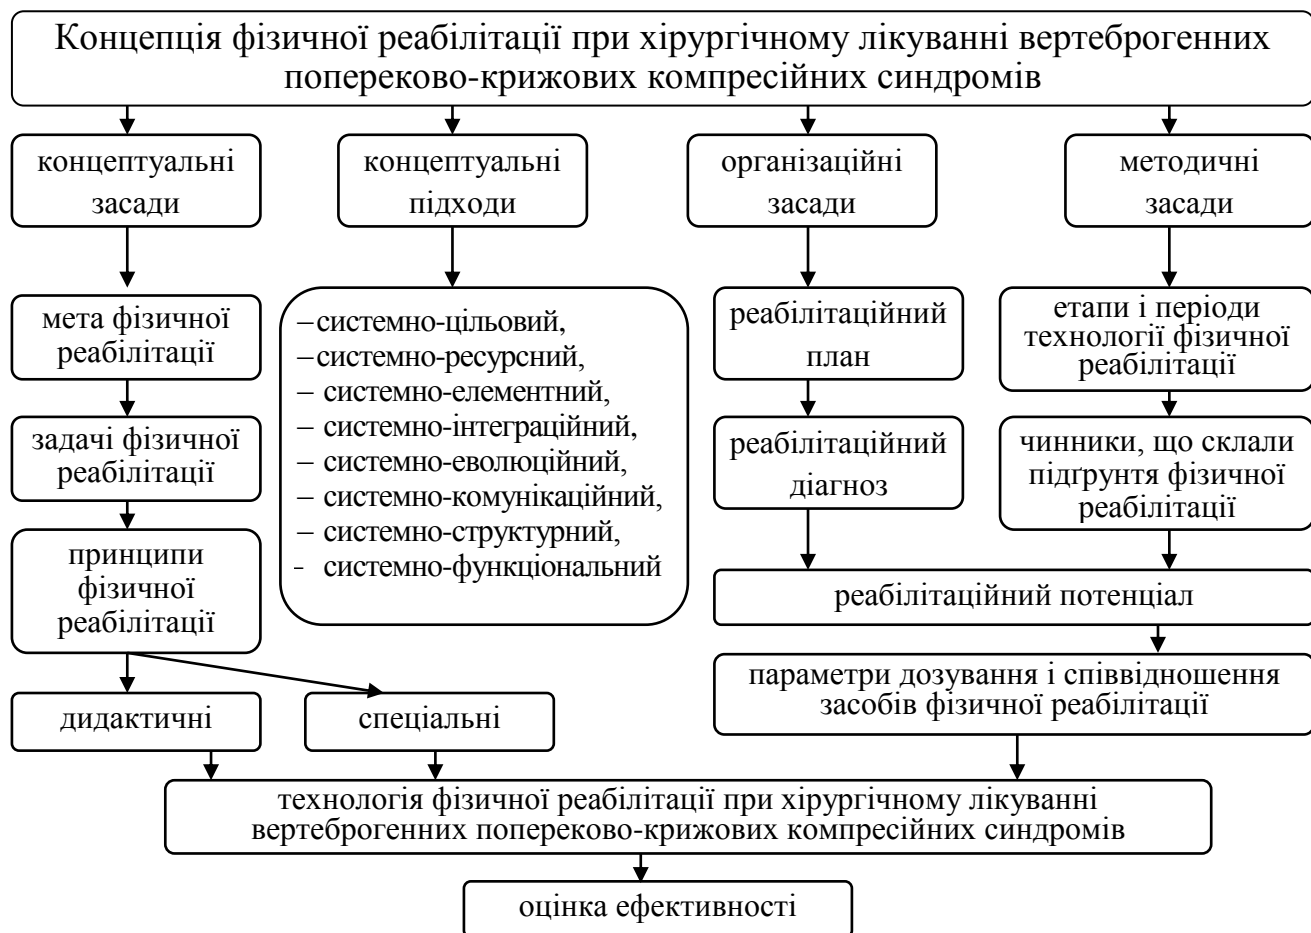 Концепція фізичної реабілітації при хірургічному лікуванні вертеброгенних
попереково-крижових компресійних синдромів
концептуальні
засади
концептуальні
підходи
організаційні
засади
методичні
засади
мета фізичної
реабілітації
задачі фізичної
реабілітації
принципи
фізичної
реабілітації
дидактичні
спеціальні
–системно-цільовий,
–системно-ресурсний,
– системно-елементний,
– системно-інтеграційний,
– системно-еволюційний,
– системно-комунікаційний,
– системно-структурний,
- системно-функціональний
реабілітаційний
план
реабілітаційний
діагноз
етапи і періоди
технології фізичної
реабілітації
чинники, що склали
підґрунтя фізичної
реабілітації
реабілітаційний потенціал
параметри дозування і співвідношення
засобів фізичної реабілітації
технологія фізичної реабілітації при хірургічному лікуванні
вертеброгенних попереково-крижових компресійних синдромів
оцінка ефективності